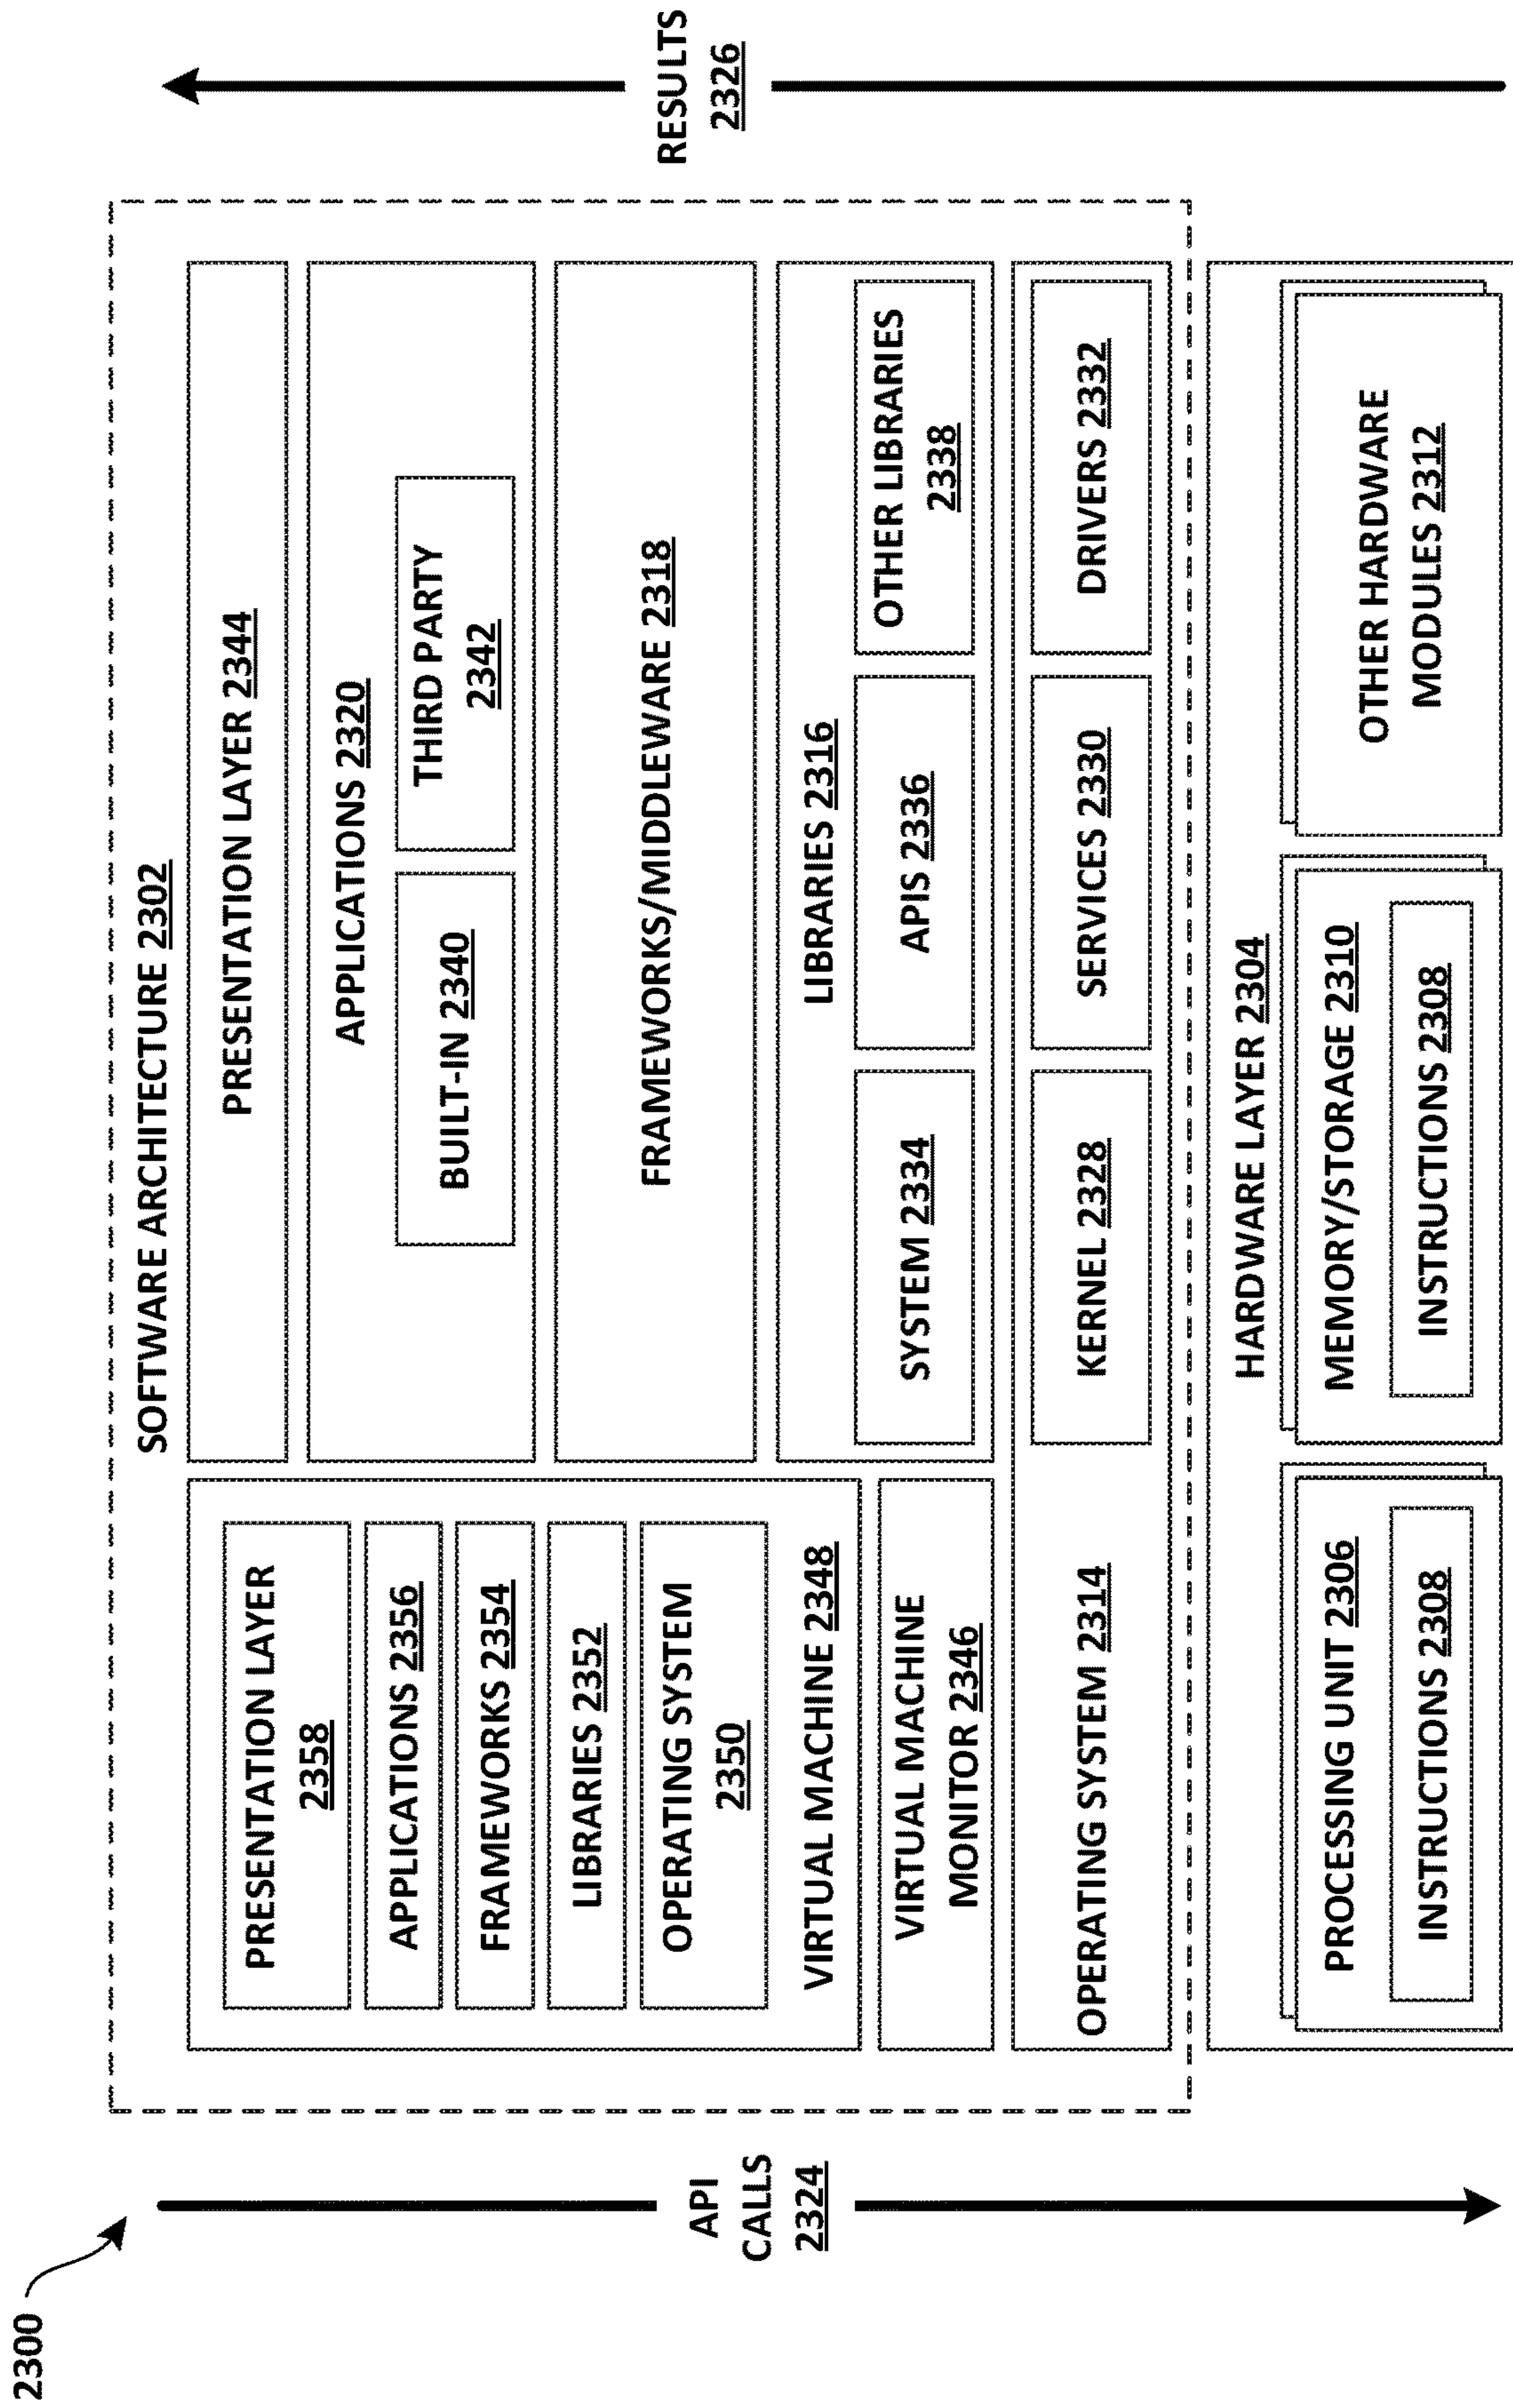 2300
SOFTWARE ARCHITECTURE 2302
PRESENTATION LAYER
2358
APPLICATIONS 2356
FRAMEWORKS 2354
LIBRARIES 2352
OPERATING SYSTEM
2350
VIRTUAL MACHINE 2348
VIRTUAL MACHINE
MONITOR 2346
PRESENTATION LAYER 2344
APPLICATIONS 2320
BUILT-IN 2340
THIRD PARTY
2342
FRAMEWORKS/MIDDLEWARE 2318
LIBRARIES 2316
SYSTEM 2334
APIS 2336
OTHER LIBRARIES
2338
OPERATING SYSTEM 2314
KERNEL 2328
SERVICES 2330
DRIVERS 2332
HARDWARE LAYER 2304
PROCESSING UNIT 2306
INSTRUCTIONS 2308
MEMORY/STORAGE 2310
INSTRUCTIONS 2308
OTHER HARDWARE
MODULES 2312
API
CALLS
2324
RESULTS
2326